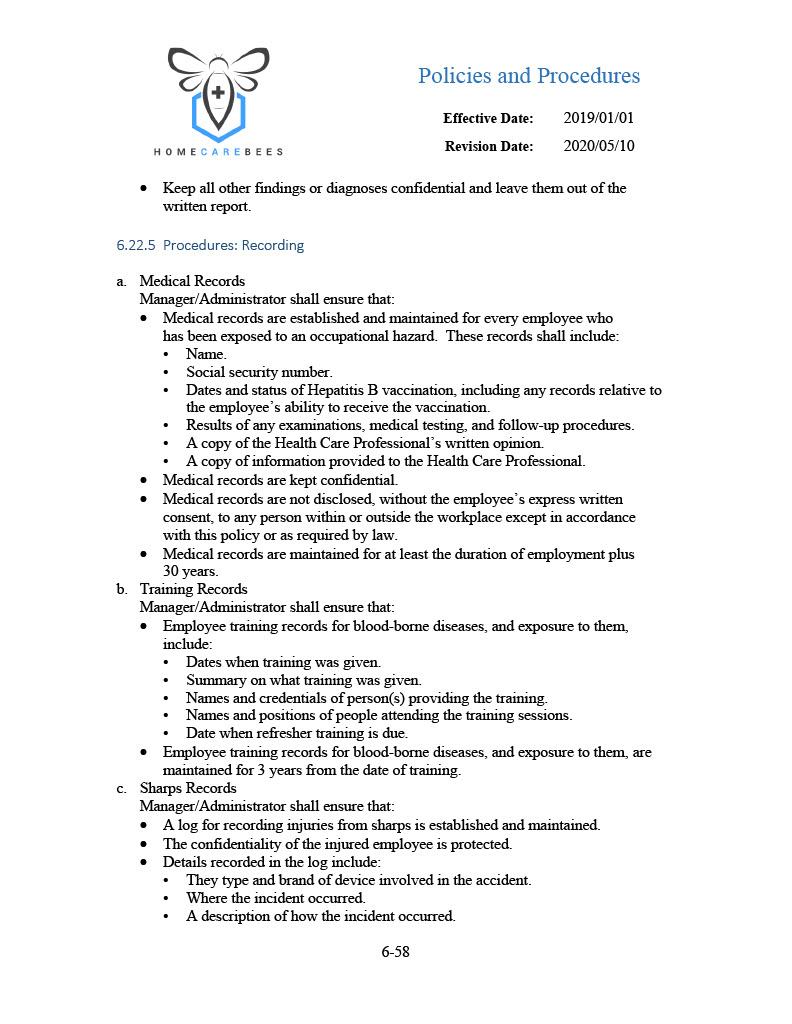 Policies and Procedures
Effective Date: 2019/01/01
Revision Date: 2020/05/10
HOMECAREBEES
• Keep all other findings or diagnoses confidential and leave them out of the
written report.
6.22.5 Procedures: Recording
a. Medical Records
Manager/Administrator shall ensure that:
• Medical records are established and maintained for every employee who
has been exposed to an occupational hazard. These records shall include:
• Name.
• Social security number.
• Dates and status of Hepatitis B vaccination, including any records relative to
the employee’s ability to receive the vaccination.
• Results of any examinations, medical testing, and follow-up procedures.
• A copy of the Health Care Professional’s written opinion.
• A copy of information provided to the Health Care Professional.
• Medical records are kept confidential.
• Medical records are not disclosed, without the employee’s express written
consent, to any person within or outside the workplace except in accordance
with this policy or as required by law.
• Medical records are maintained for at least the duration of employment plus
30 years.
b. Training Records
Manager/Administrator shall ensure that:
• Employee training records for blood-borne diseases, and exposure to them,
include:
• Dates when training was given.
• Summary on what training was given.
• Names and credentials of person(s) providing the training.
• Names and positions of people attending the training sessions.
• Date when refresher training is due.
• Employee training records for blood-borne diseases, and exposure to them, are
maintained for 3 years from the date of training.
c. Sharps Records
Manager/Administrator shall ensure that:
• A log for recording injuries from sharps is established and maintained.
• The confidentiality of the injured employee is protected.
• Details recorded in the log include:
• They type and brand of device involved in the accident.
• Where the incident occurred.
• A description of how the incident occurred.
6-58